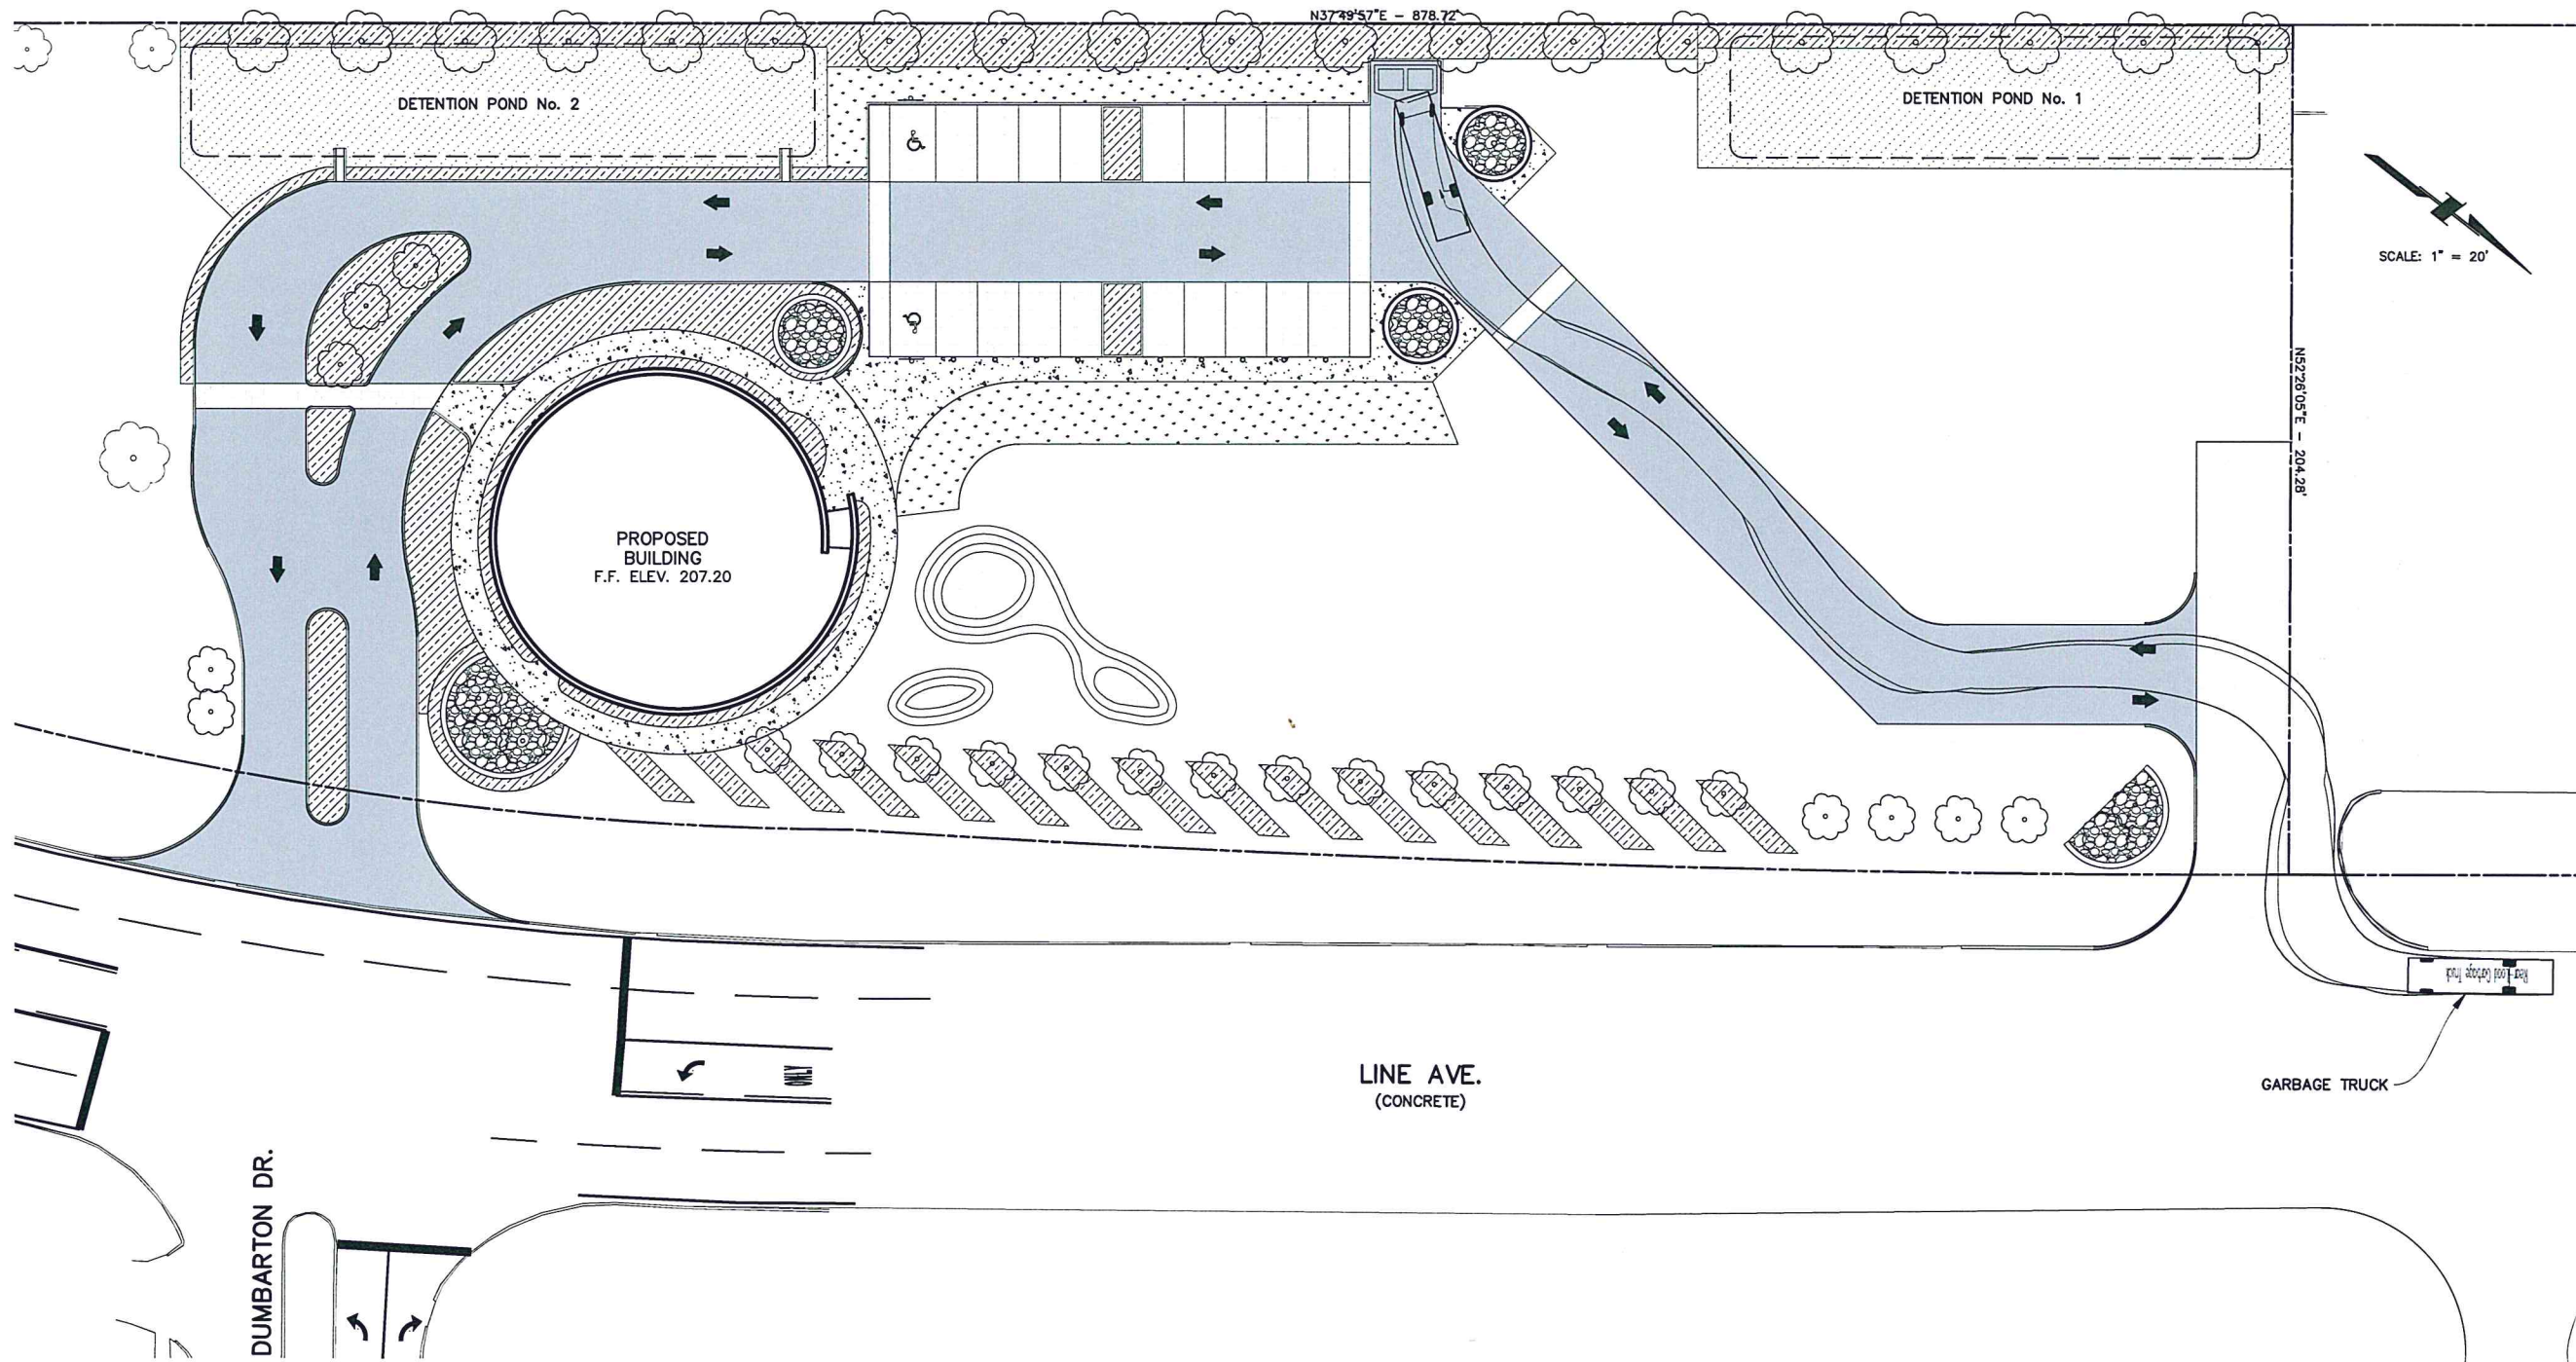 N37°49'57"E - 878.72'
DETENTION POND No. 2
DETENTION POND No. 1
SCALE: 1" = 20'
N52°26'05"E - 204.28'
PROPOSED
BUILDING
F.F. ELEV. 207.20
Rear-Load Garbage Truck
GARBAGE TRUCK
ONLY
LINE AVE.
(CONCRETE)
DUMBARTON DR.